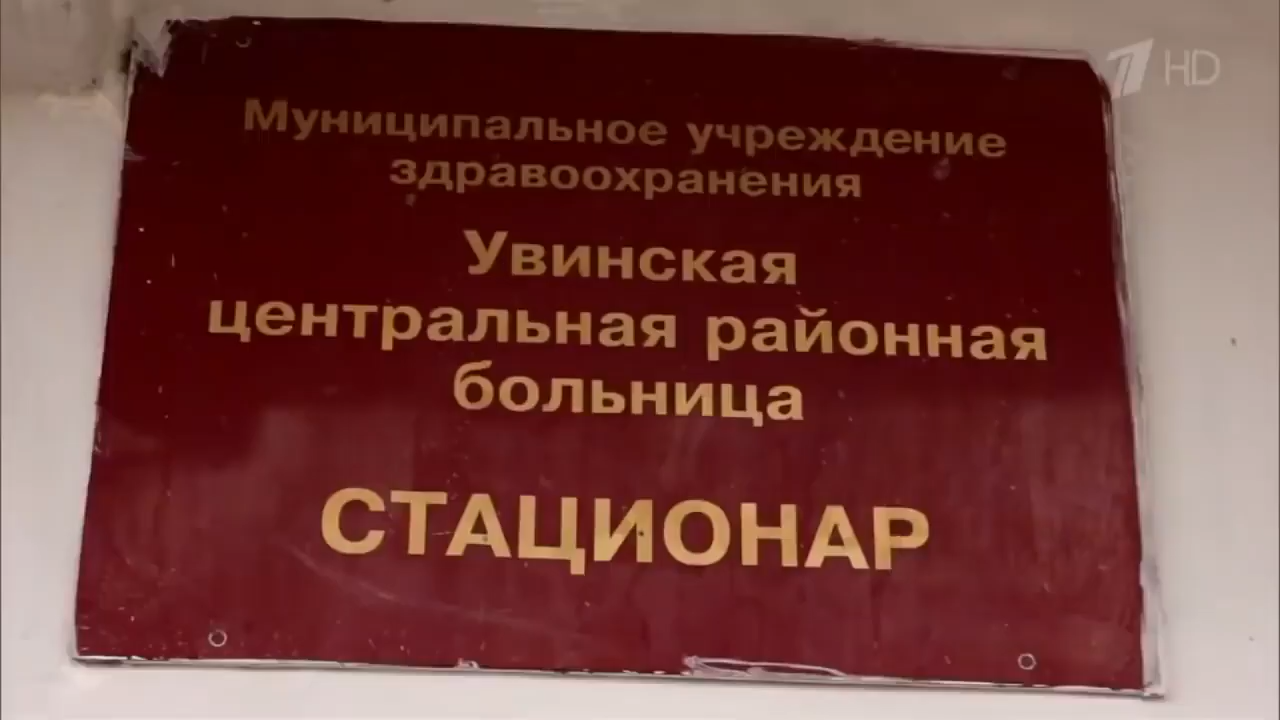 Муниципальное учреждение
здравоохранения
Увинская
центральная районная
больница
СТАЦИОНАР
1 HD